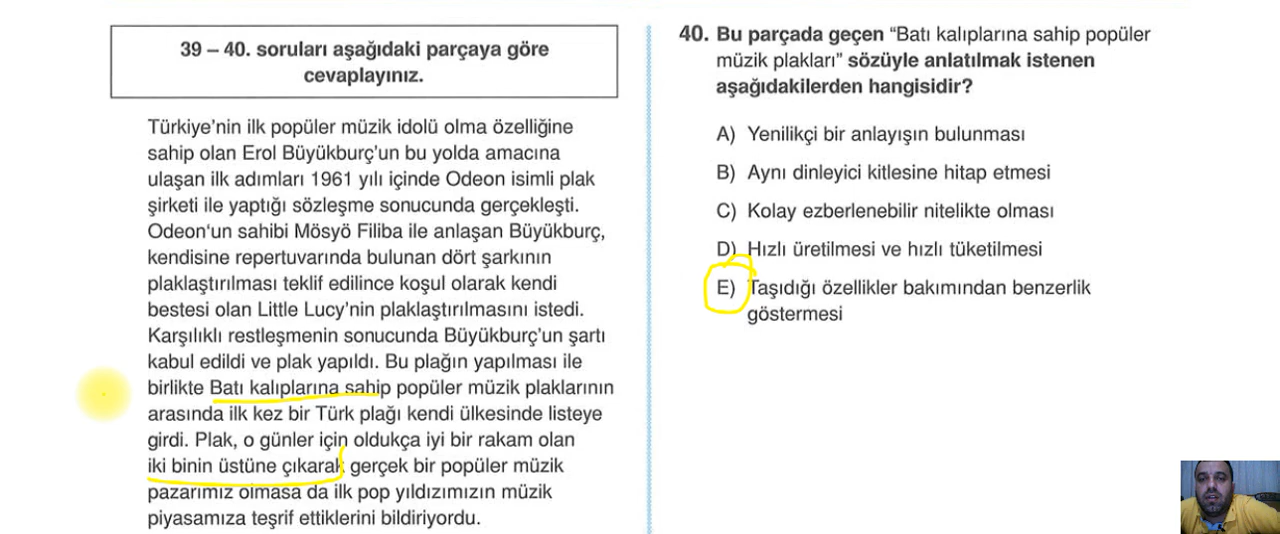 39 – 40. soruları aşağıdaki parçaya göre
cevaplayınız.
Türkiye’nin ilk popüler müzik idolü olma özelliğine
sahip olan Erol Büyükburç’un bu yolda amacına
ulaşan ilk adımları 1961 yılı içinde Odeon isimli plak
şirketi ile yaptığı sözleşme sonucunda gerçekleşti.
Odeon‘un sahibi Mösyö Filiba ile anlaşan Büyükburç,
kendisine repertuvarında bulunan dört şarkının
plaklaştırılması teklif edilince koşul olarak kendi
bestesi olan Little Lucy’nin plaklaştırılmasını istedi.
Karşılıklı restleşmenin sonucunda Büyükburç’un şartı
kabul edildi ve plak yapıldı. Bu plağın yapılması ile
birlikte Batı kalıplarına sahip popüler müzik plaklarının
arasında ilk kez bir Türk plağı kendi ülkesinde listeye
girdi. Plak, o günler için oldukça iyi bir rakam olan
iki binin üstüne çıkarak gerçek bir popüler müzik
pazarımız olmasa da ilk pop yıldızımızın müzik
piyasamıza teşrif ettiklerini bildiriyordu.
40. Bu parçada geçen “Batı kalıplarına sahip popüler
müzik plakları” sözüyle anlatılmak istenen
aşağıdakilerden hangisidir?
A) Yenilikçi bir anlayışın bulunması
B) Aynı dinleyici kitlesine hitap etmesi
C) Kolay ezberlenebilir nitelikte olması
D) Hızlı üretilmesi ve hızlı tüketilmesi
E) Taşıdığı özellikler bakımından benzerlik
göstermesi